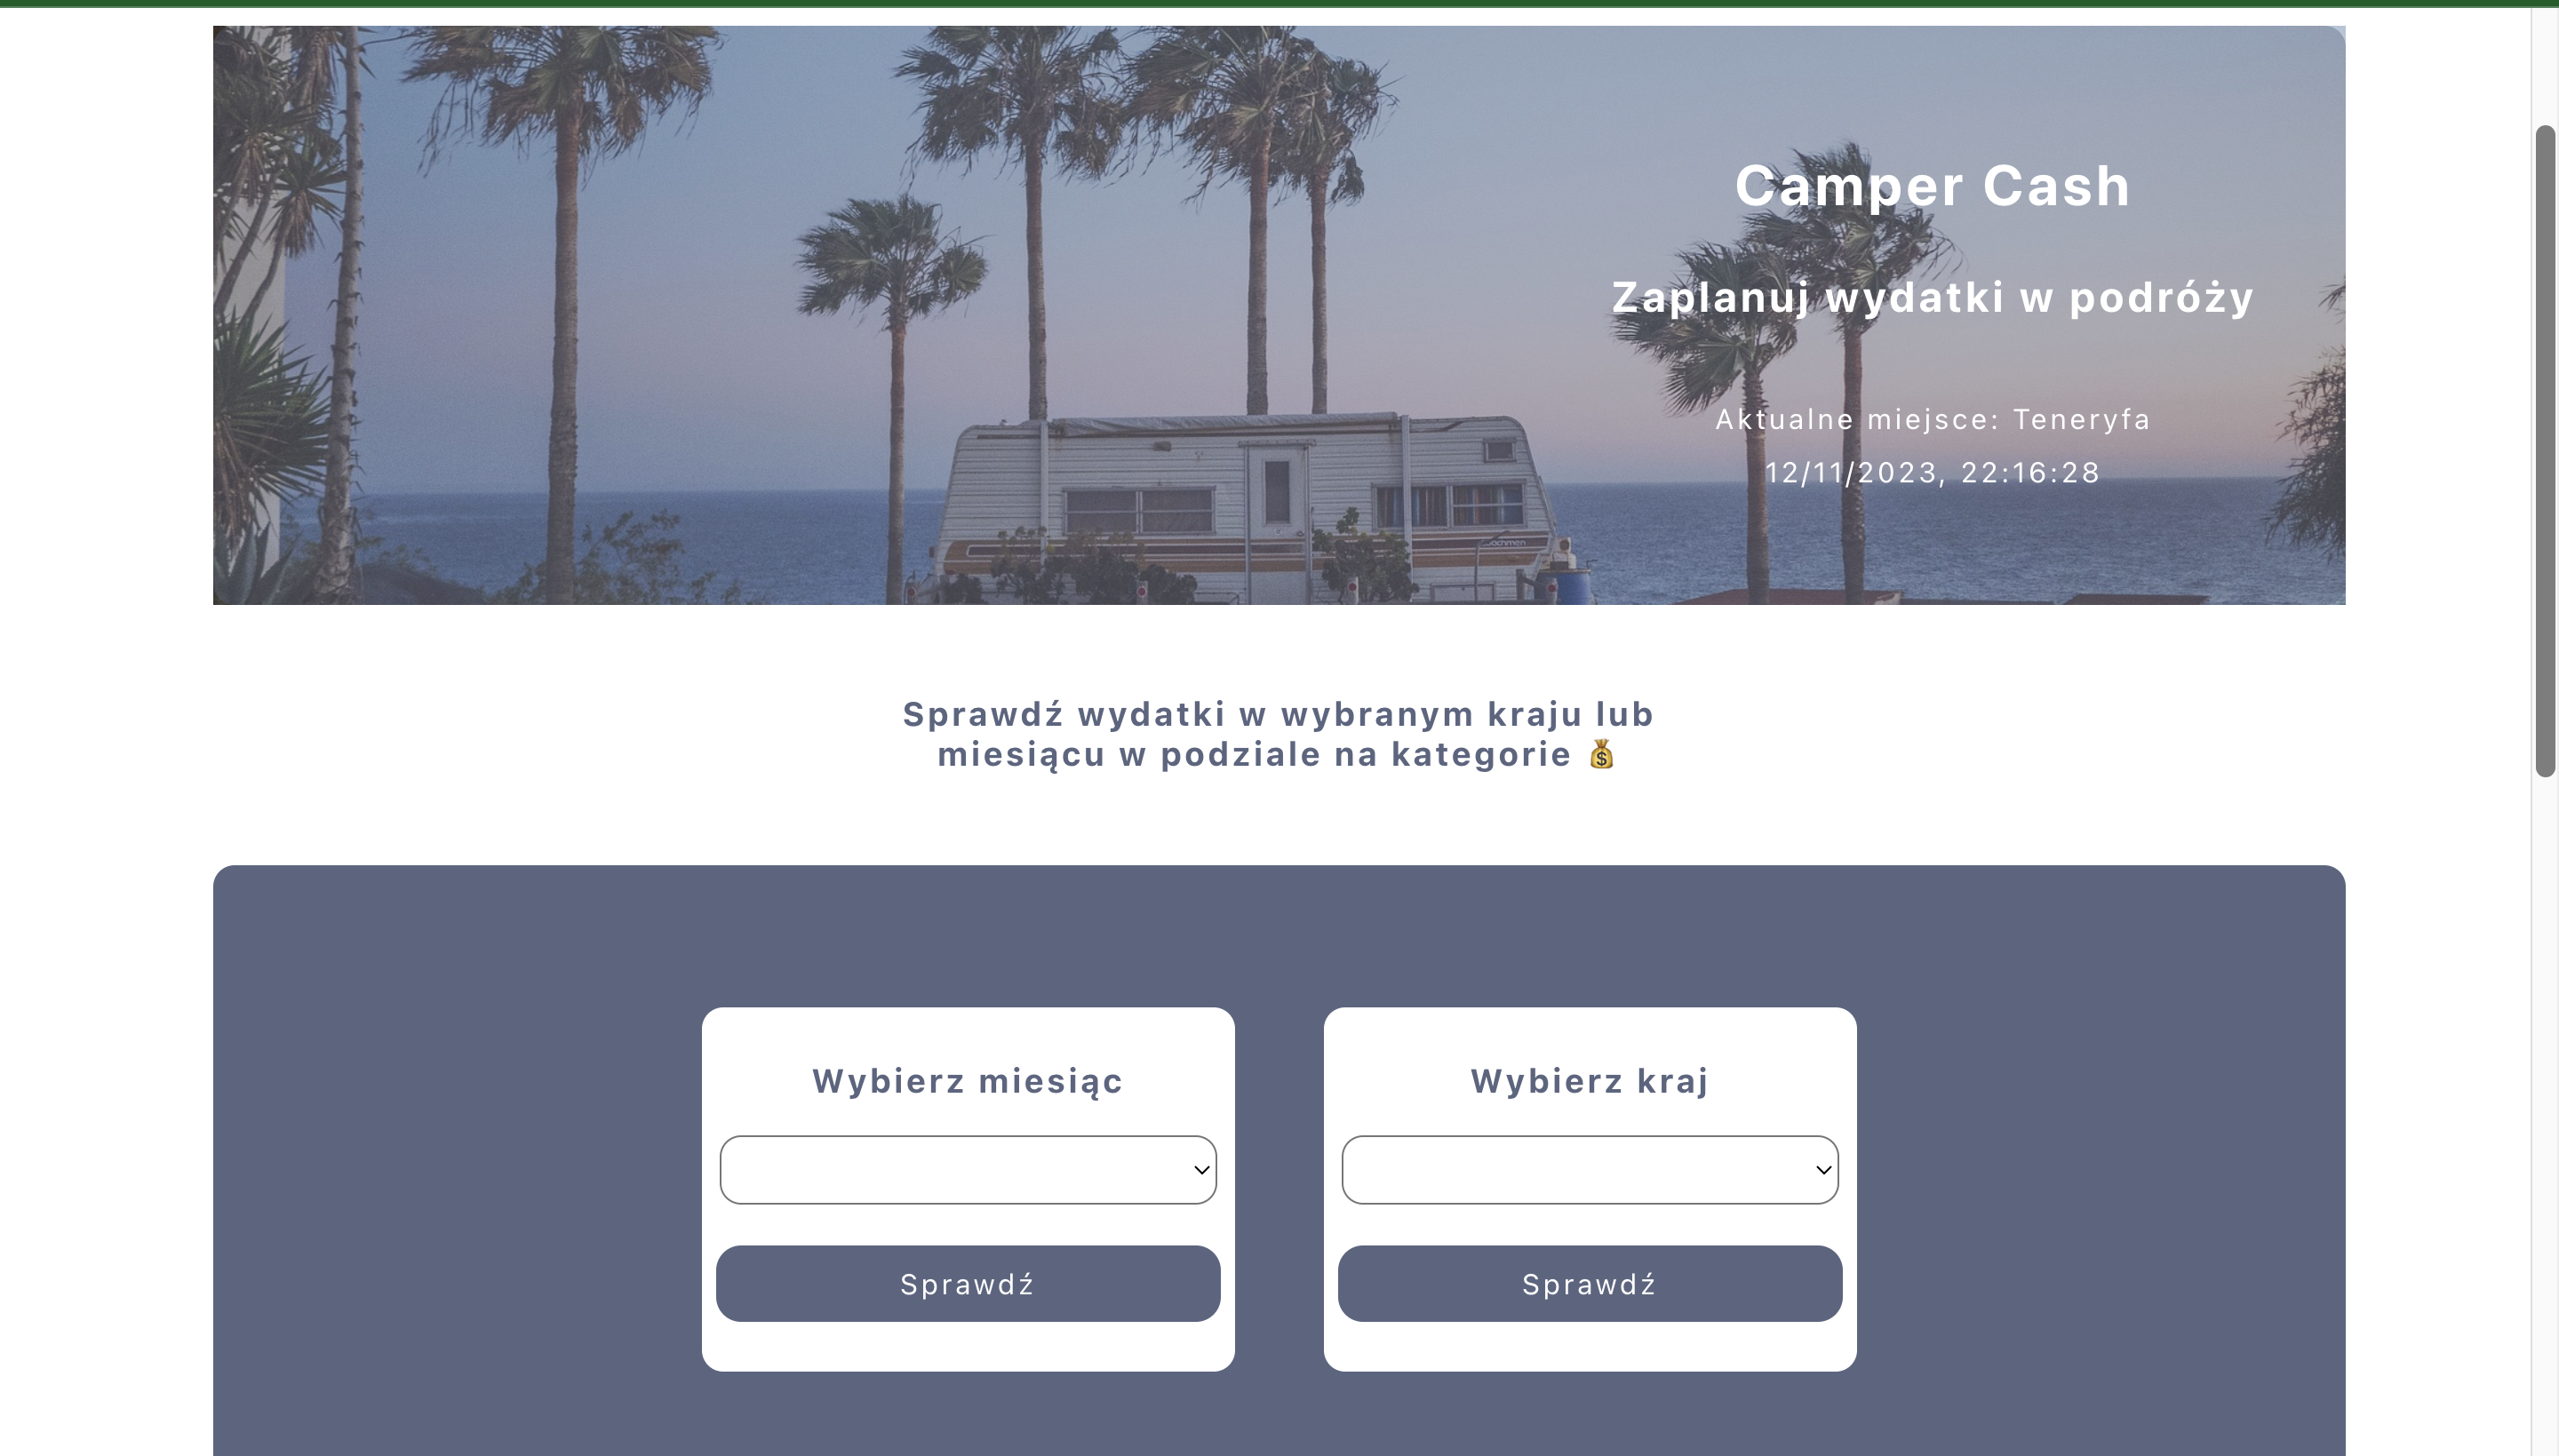 Camper Cash
Zaplanuj wydatki w podróży
Aktualne miejsce: Teneryfa
12/11/2023, 22:16:28
Sprawdź wydatki w wybranym kraju lub
miesiącu w podziale na kategorie 💰
Wybierz miesiąc
Sprawdź
Wybierz kraj
Sprawdź